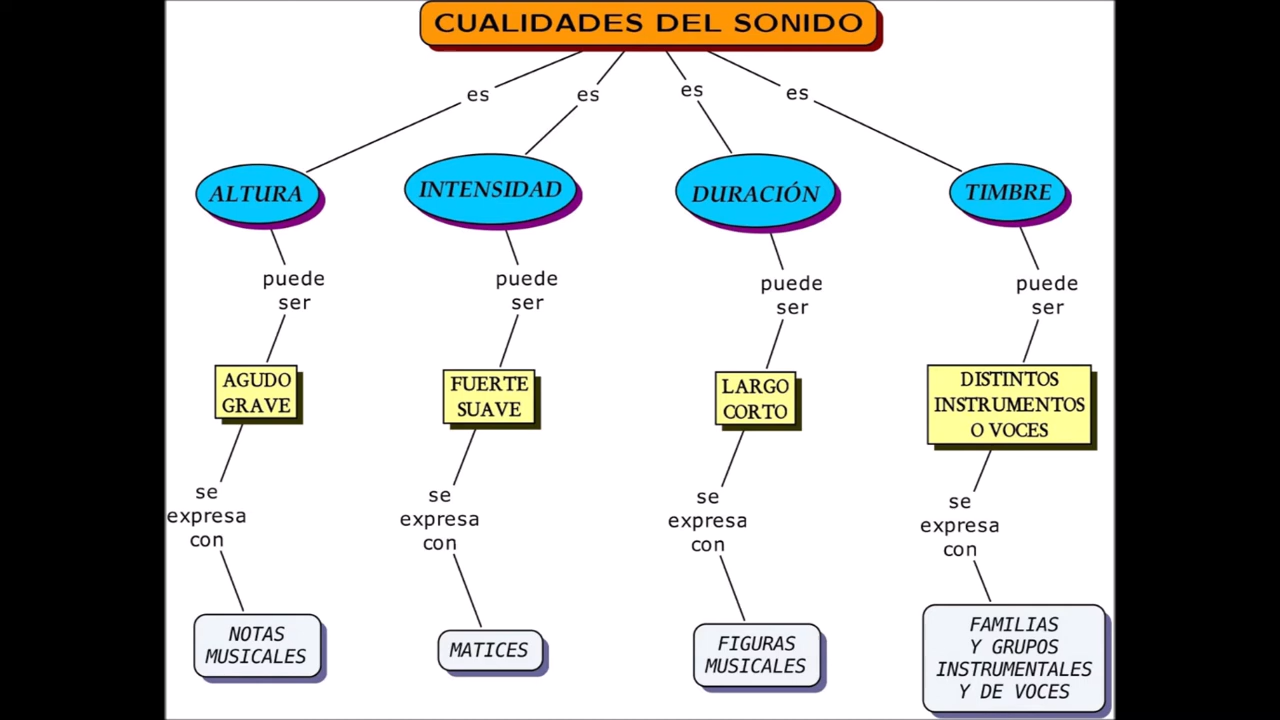 CUALIDADES DEL SONIDO
es
es
es
es
ALTURA
INTENSIDAD
DURACIÓN
TIMBRE
puede
ser
puede
ser
puede
ser
puede
ser
AGUDO
GRAVE
FUERTE
SUAVE
LARGO
CORTO
DISTINTOS
INSTRUMENTOS
O VOCES
se
expresa
con
se
expresa
con
se
expresa
con
se
expresa
con
NOTAS
MUSICALES
MATICES
FIGURAS
MUSICALES
FAMILIAS
Y GRUPOS
INSTRUMENTALES
Y DE VOCES